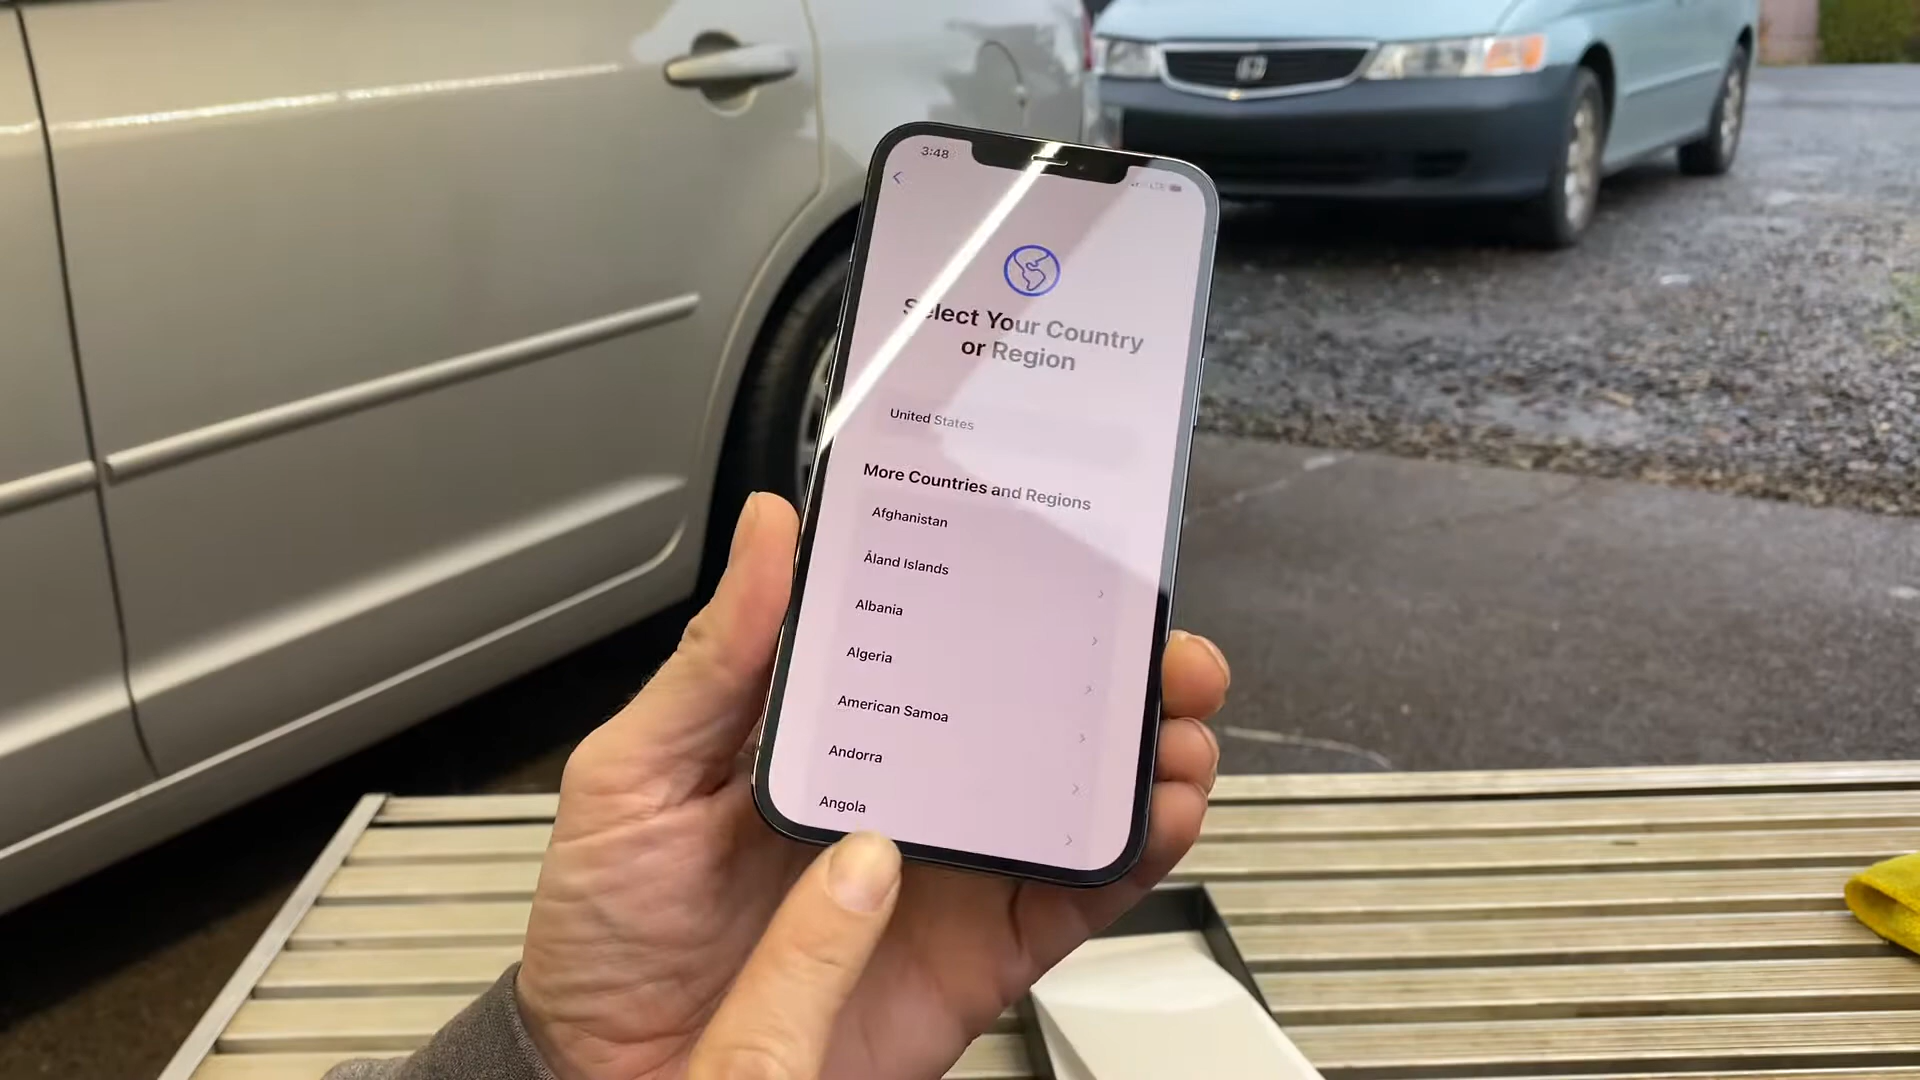 3:48
LTE
Select Your Country
or Region
United States
More Countries and Regions
Afghanistan
Åland Islands
Albania
Algeria
American Samoa
Andorra
Angola